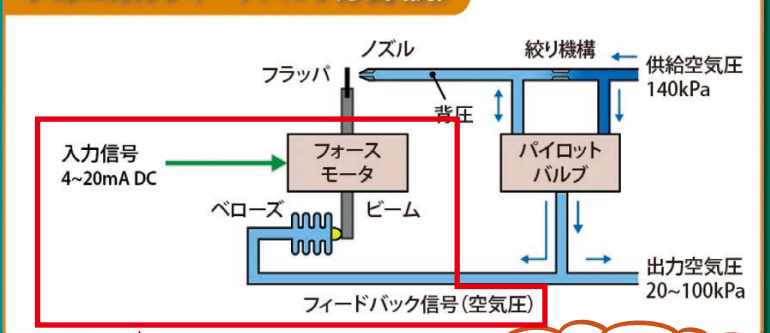 ノズル
絞り機構
フラッパ
供給空気圧
140kPa
背圧
入力信号
4~20mA DC
フォース
モータ
パイロット
バルブ
ベローズ
ビーム
出力空気圧
20~100kPa
フィードバック信号(空気圧)